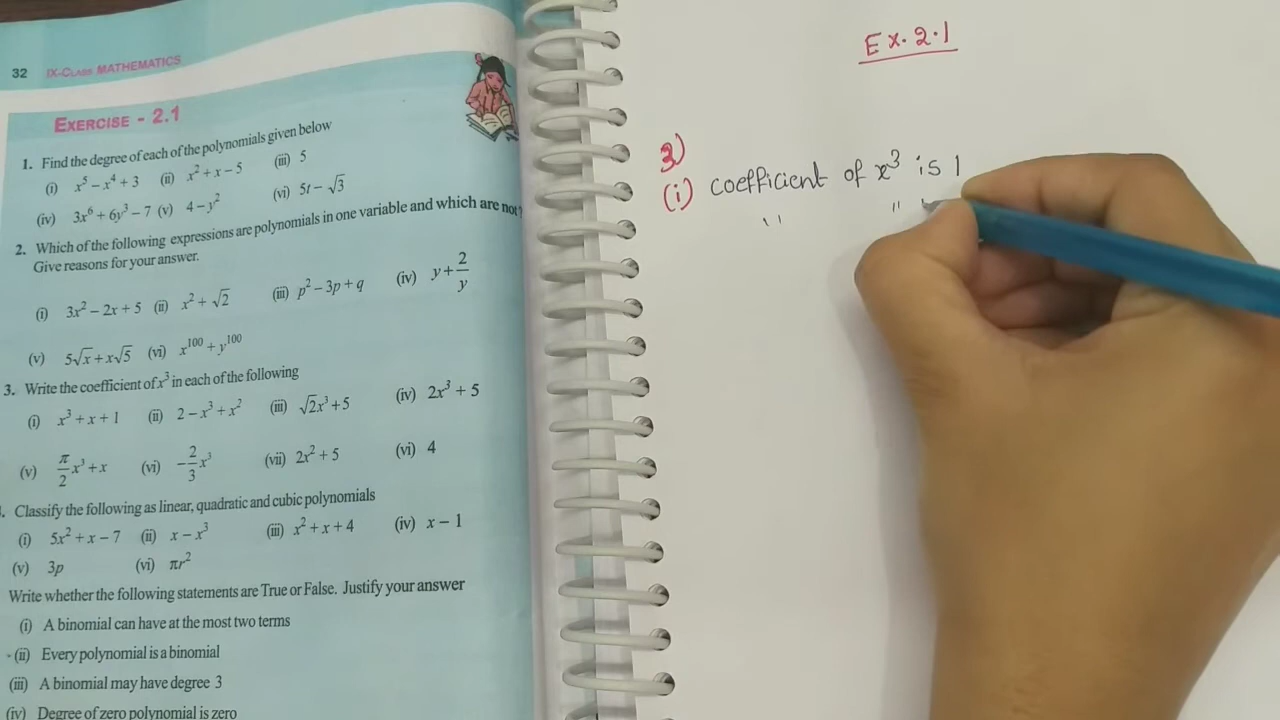 32 IX-CLASS MATHEMATICS
EXERCISE - 2.1
1. Find the degree of each of the polynomials given below
(i) x⁵ − x⁴ + 3 (ii) x² + x − 5 (iii) 5
(iv) 3x⁶ + 6y³ − 7 (v) 4 − y² (vi) 5t − √3
2. Which of the following expressions are polynomials in one variable and which are not?
Give reasons for your answer.
(i) 3x² − 2x + 5 (ii) x² + √2 (iii) p² − 3p + q (iv) y + 2/y
(v) 5√x + x√5 (vi) x¹⁰⁰ + y¹⁰⁰
3. Write the coefficient of x³ in each of the following
(i) x³ + x + 1 (ii) 2 − x³ + x² (iii) √2x³ + 5 (iv) 2x³ + 5
(v) π/2 x³ + x (vi) −2/3 x³ (vii) 2x² + 5 (vi) 4
. Classify the following as linear, quadratic and cubic polynomials
(i) 5x² + x − 7 (ii) x − x³ (iii) x² + x + 4 (iv) x − 1
(v) 3p (vi) πr²
Write whether the following statements are True or False. Justify your answer
(i) A binomial can have at the most two terms
(ii) Every polynomial is a binomial
(iii) A binomial may have degree 3
(iv) Degree of zero polynomial is zero
Ex. 2.1
3)
(i) coefficient of x³ is 1
" "